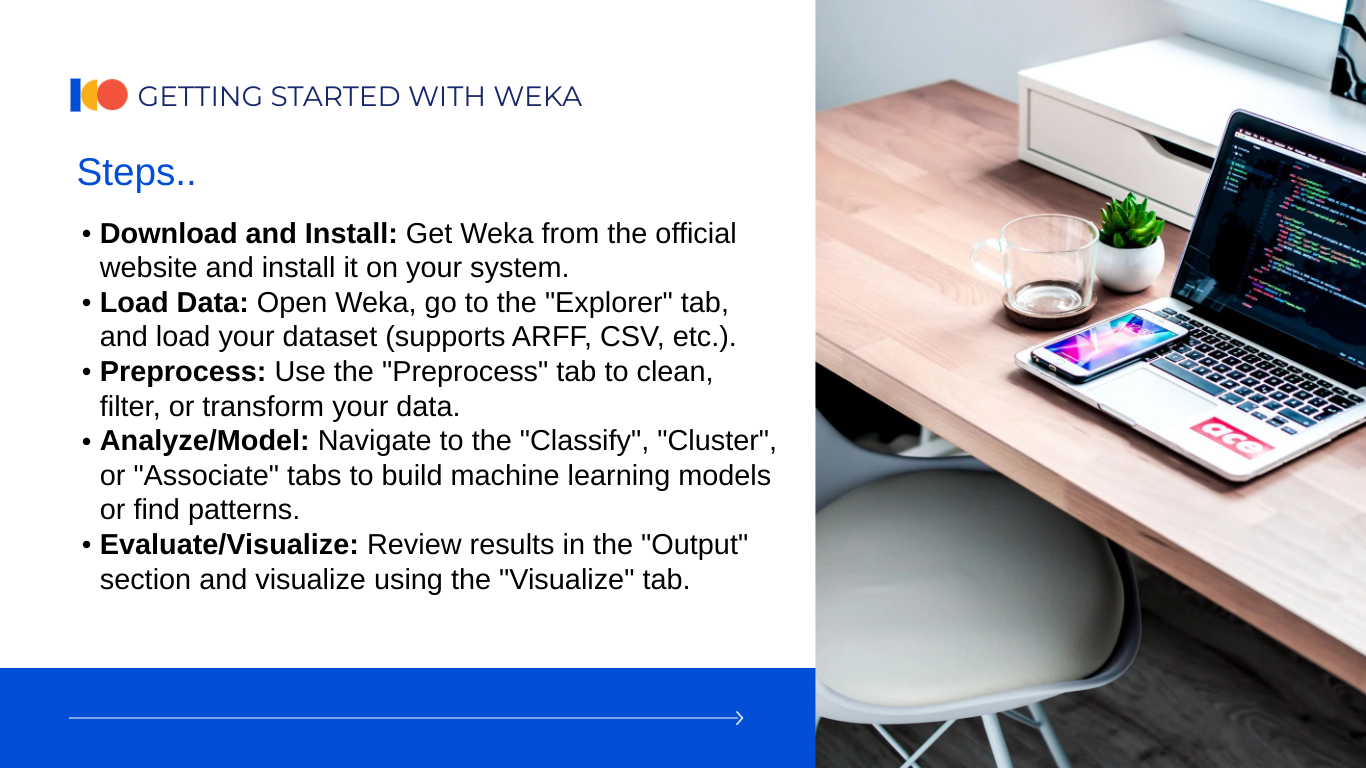 GETTING STARTED WITH WEKA
Steps..
• Download and Install: Get Weka from the official
website and install it on your system.
• Load Data: Open Weka, go to the "Explorer" tab,
and load your dataset (supports ARFF, CSV, etc.).
• Preprocess: Use the "Preprocess" tab to clean,
filter, or transform your data.
• Analyze/Model: Navigate to the "Classify", "Cluster",
or "Associate" tabs to build machine learning models
or find patterns.
• Evaluate/Visualize: Review results in the "Output"
section and visualize using the "Visualize" tab.
ace